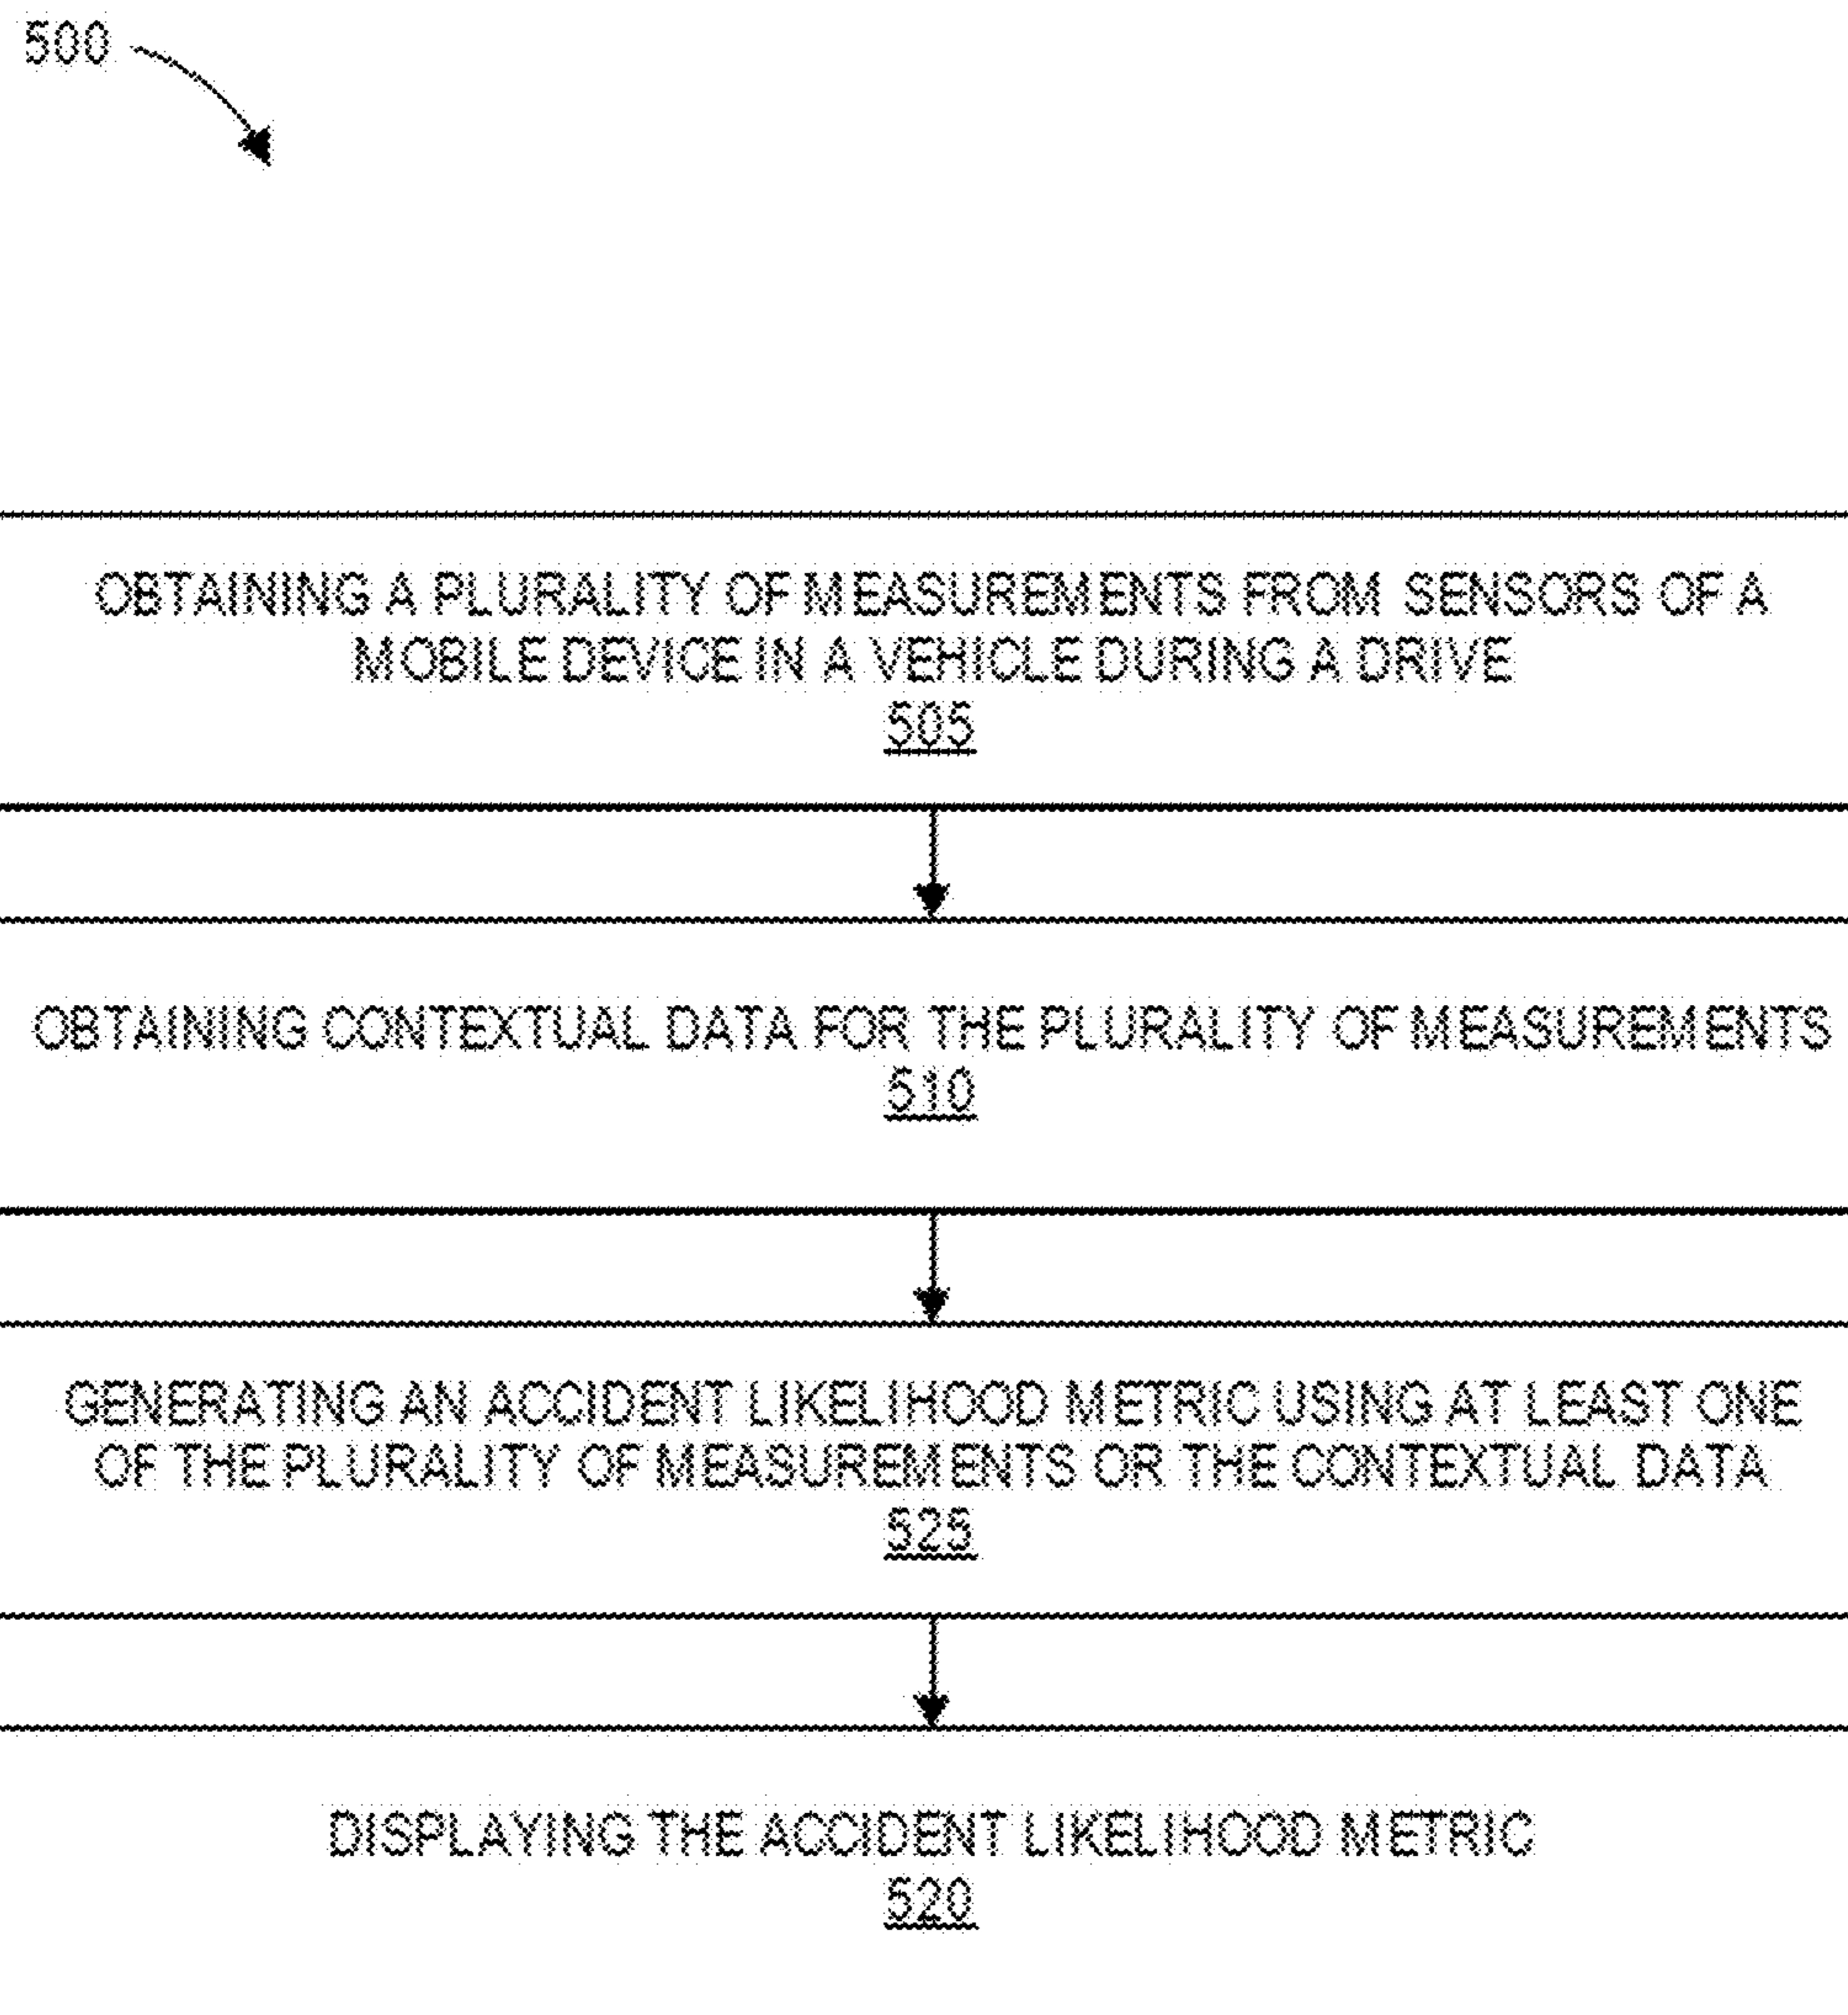 500
OBTAINING A PLURALITY OF MEASUREMENTS FROM SENSORS OF A
MOBILE DEVICE IN A VEHICLE DURING A DRIVE
505
OBTAINING CONTEXTUAL DATA FOR THE PLURALITY OF MEASUREMENTS
510
GENERATING AN ACCIDENT LIKELIHOOD METRIC USING AT LEAST ONE
OF THE PLURALITY OF MEASUREMENTS OR THE CONTEXTUAL DATA
525
DISPLAYING THE ACCIDENT LIKELIHOOD METRIC
520